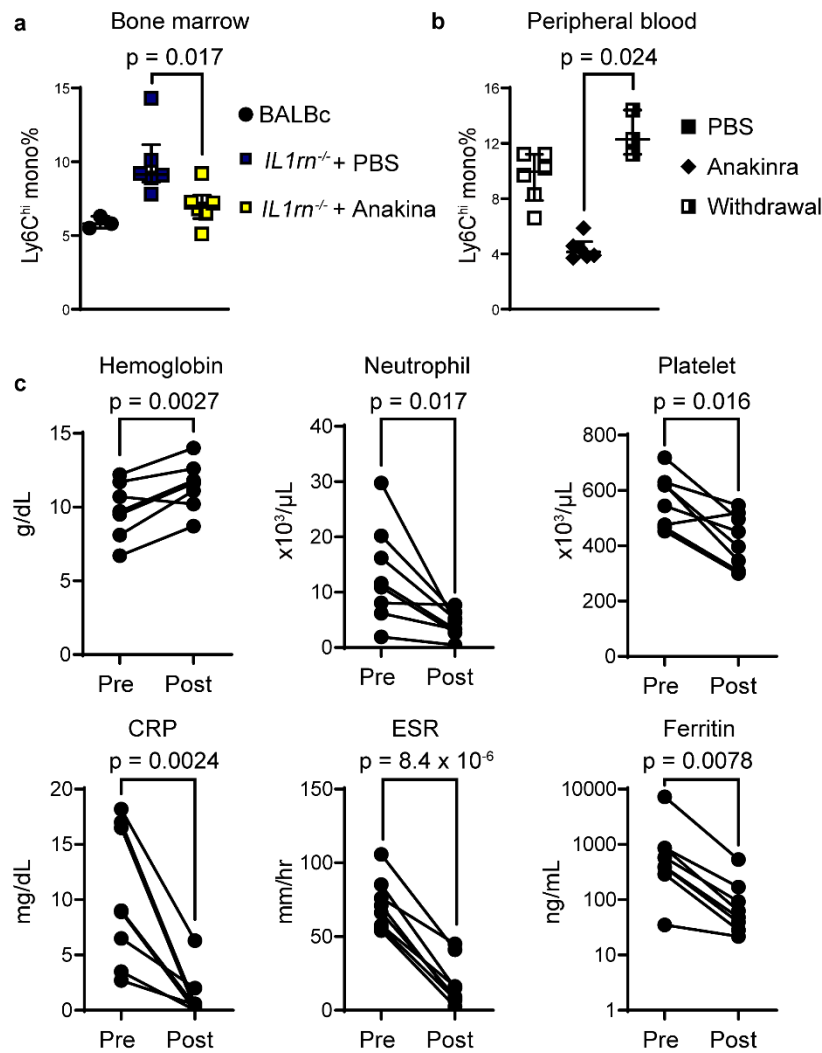 a
Bone marrow
p = 0.017
15
10
5
0
Ly6Chi mono%
BALBc
IL1rn-/- + PBS
IL1rn-/- + Anakina
b
Peripheral blood
p = 0.024
16
12
8
4
0
Ly6Chi mono%
PBS
Anakinra
Withdrawal
c
Hemoglobin
p = 0.0027
15
10
5
0
g/dL
Pre Post
Neutrophil
p = 0.017
40
30
20
10
0
x10³/µL
Pre Post
Platelet
p = 0.016
800
600
400
200
0
x10³/µL
Pre Post
CRP
p = 0.0024
20
15
10
5
0
mg/dL
Pre Post
ESR
p = 8.4 x 10-6
150
100
50
0
mm/hr
Pre Post
Ferritin
p = 0.0078
10000
1000
100
10
1
ng/mL
Pre Post